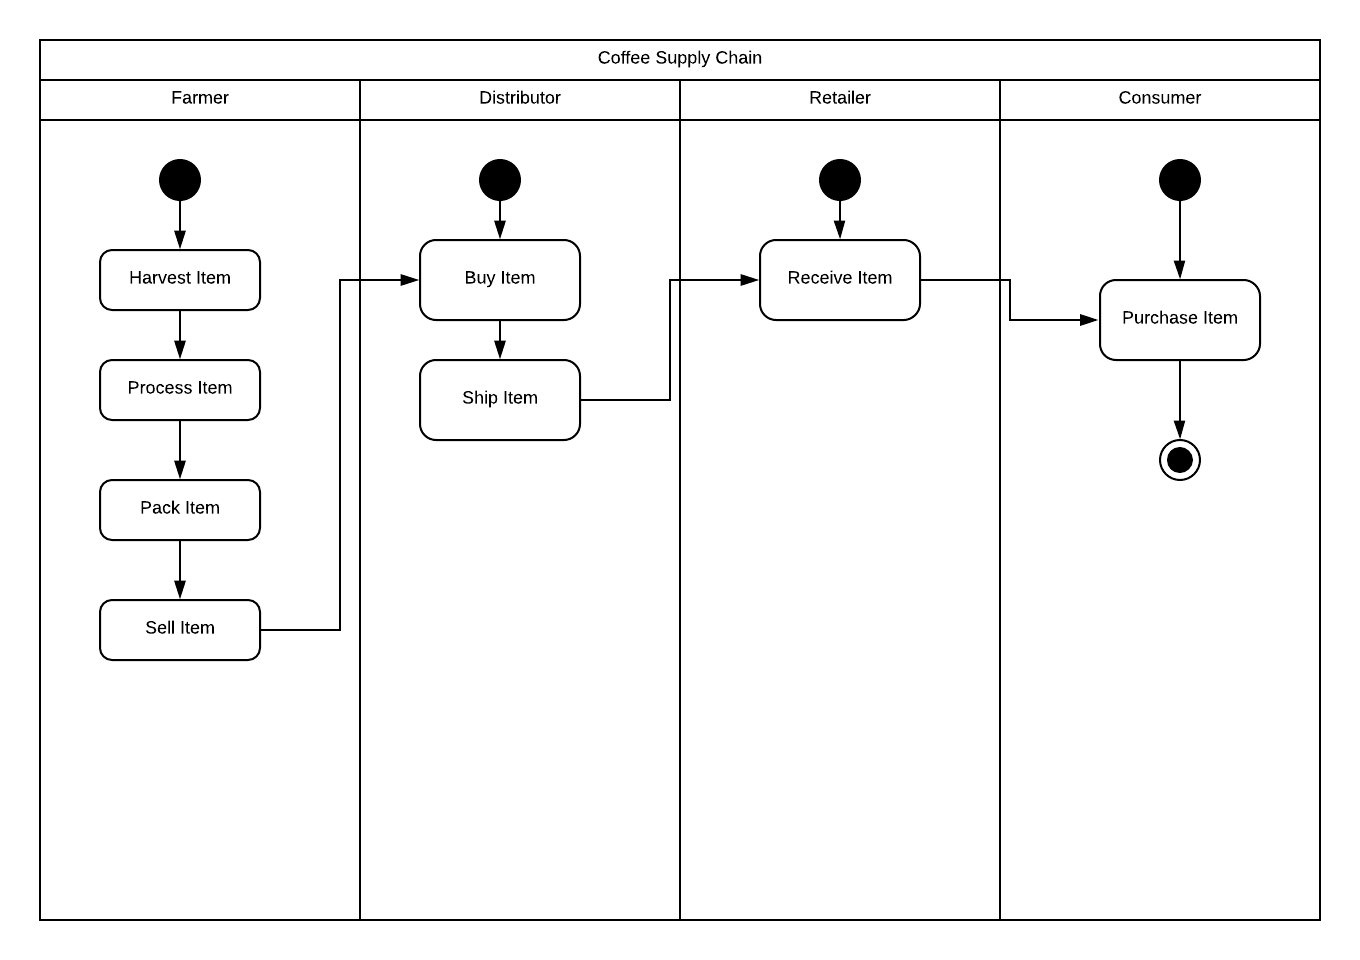 Coffee Supply Chain
Farmer
Distributor
Retailer
Consumer
Harvest Item
Process Item
Pack Item
Sell Item
Buy Item
Ship Item
Receive Item
Purchase Item